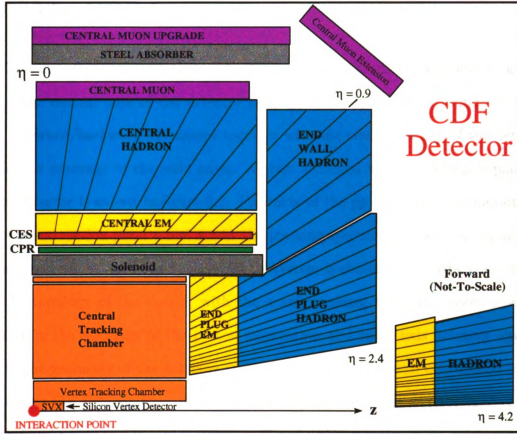 CENTRAL MUON UPGRADE
STEEL ABSORBER
Central Muon Extension
η = 0
CENTRAL MUON
η = 0.9
CDF
Detector
CENTRAL
HADRON
END
WALL
HADRON
CENTRAL EM
CES
CPR
Solenoid
Forward
(Not-To-Scale)
Central
Tracking
Chamber
END
PLUG
EM
END
PLUG
HADRON
η = 2.4
EM
HADRON
Vertex Tracking Chamber
SVX
Silicon Vertex Detector
Z
INTERACTION POINT
η = 4.2